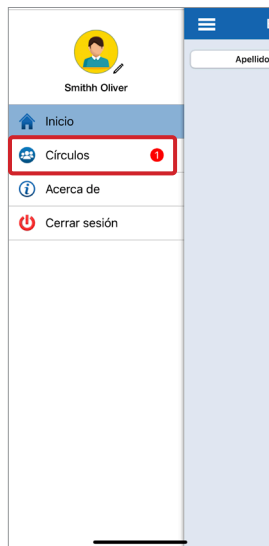 Smithh Oliver
Inicio
Círculos 1
Acerca de
Cerrar sesión
Apellido